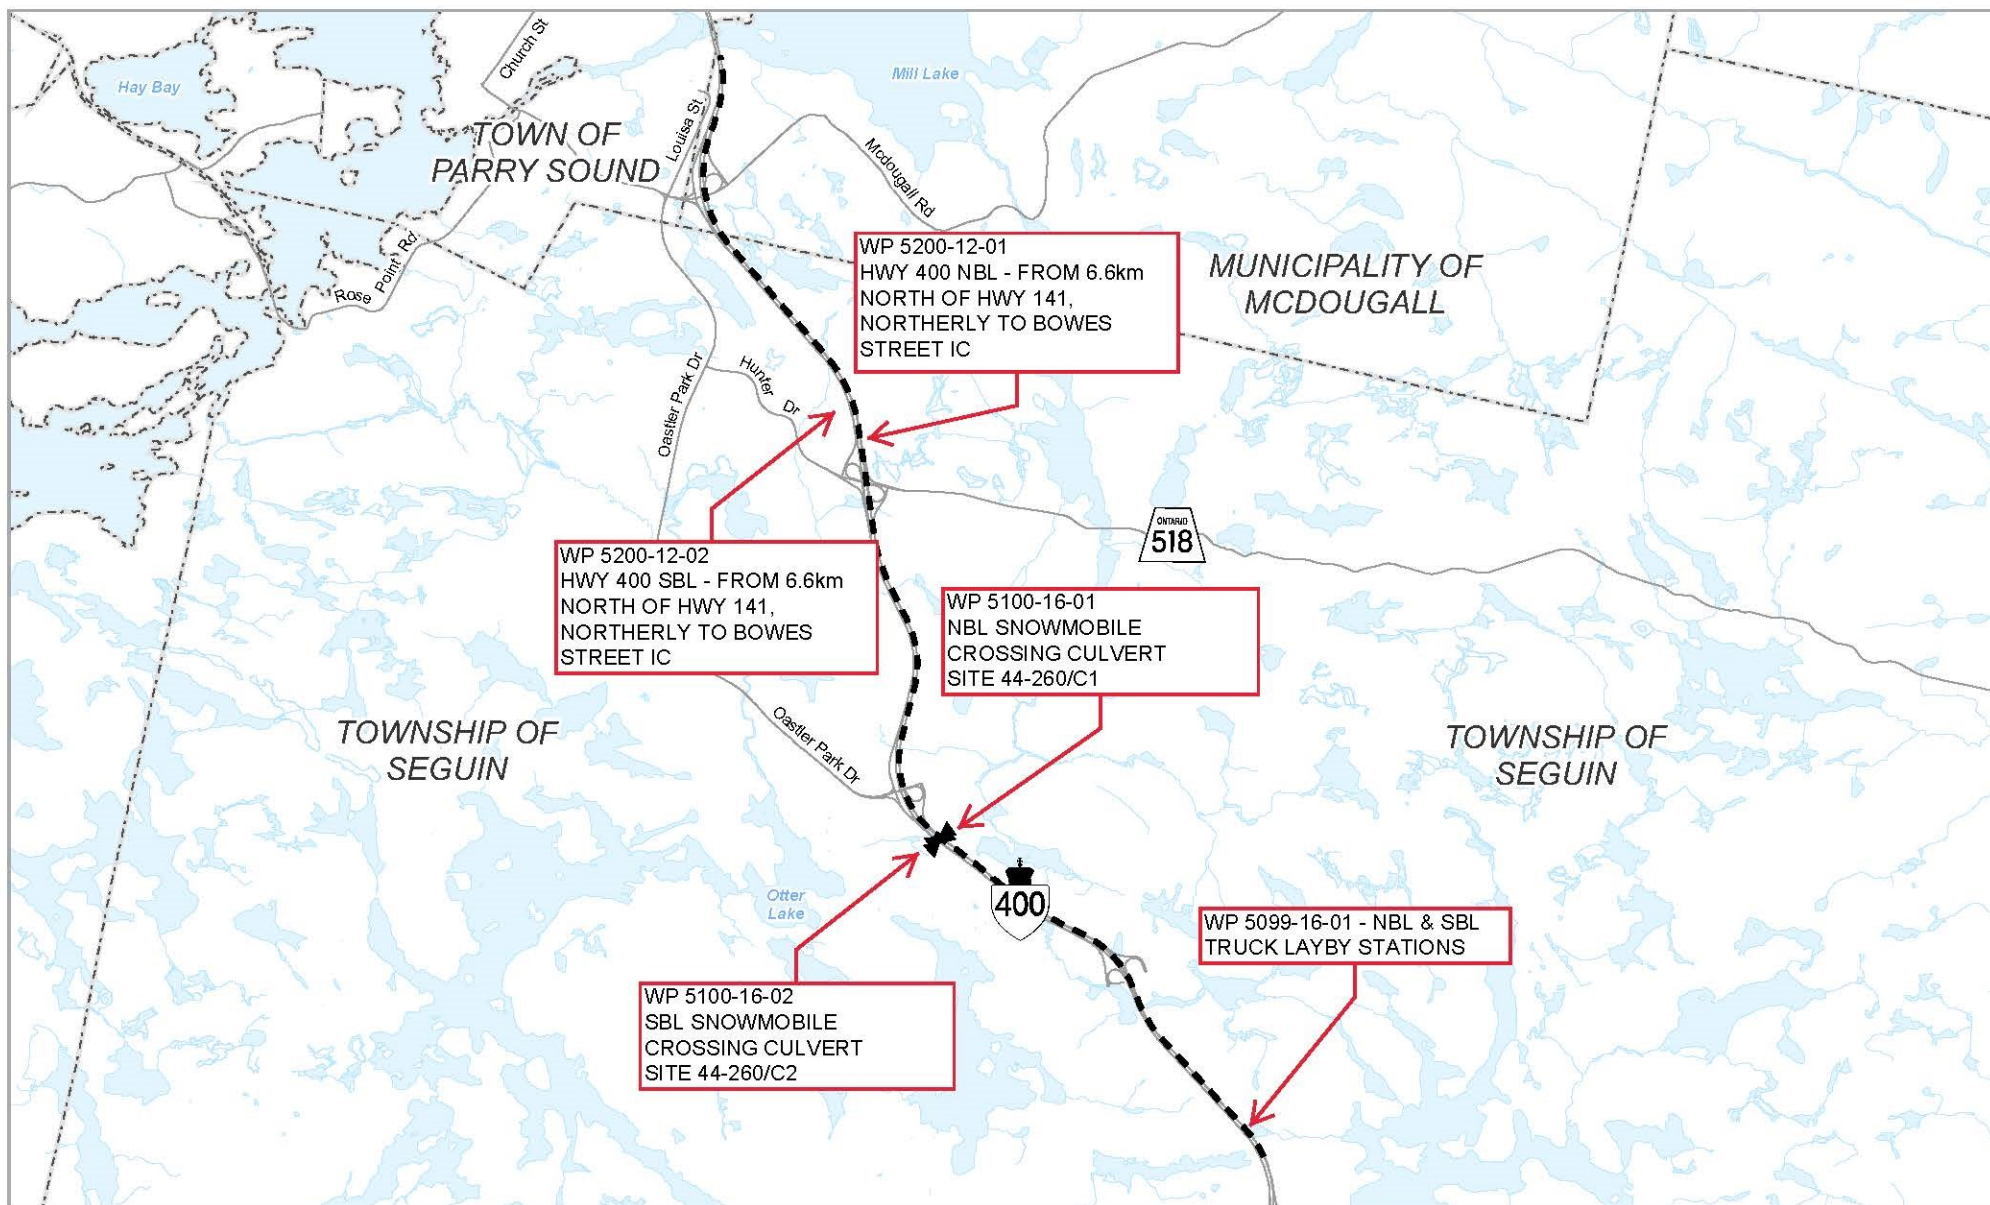 Church St
Hay Bay
Mill Lake
TOWN OF
PARRY SOUND
Louisa St
Mcdougall Rd
Rose Point Rd
WP 5200-12-01
HWY 400 NBL - FROM 6.6km
NORTH OF HWY 141,
NORTHERLY TO BOWES
STREET IC
MUNICIPALITY OF
MCDOUGALL
Oastler Park Dr
Hunter Dr
ONTARIO
518
WP 5200-12-02
HWY 400 SBL - FROM 6.6km
NORTH OF HWY 141,
NORTHERLY TO BOWES
STREET IC
WP 5100-16-01
NBL SNOWMOBILE
CROSSING CULVERT
SITE 44-260/C1
TOWNSHIP OF
SEGUIN
Oastler Park Dr
TOWNSHIP OF
SEGUIN
Otter
Lake
400
WP 5099-16-01 - NBL & SBL
TRUCK LAYBY STATIONS
WP 5100-16-02
SBL SNOWMOBILE
CROSSING CULVERT
SITE 44-260/C2